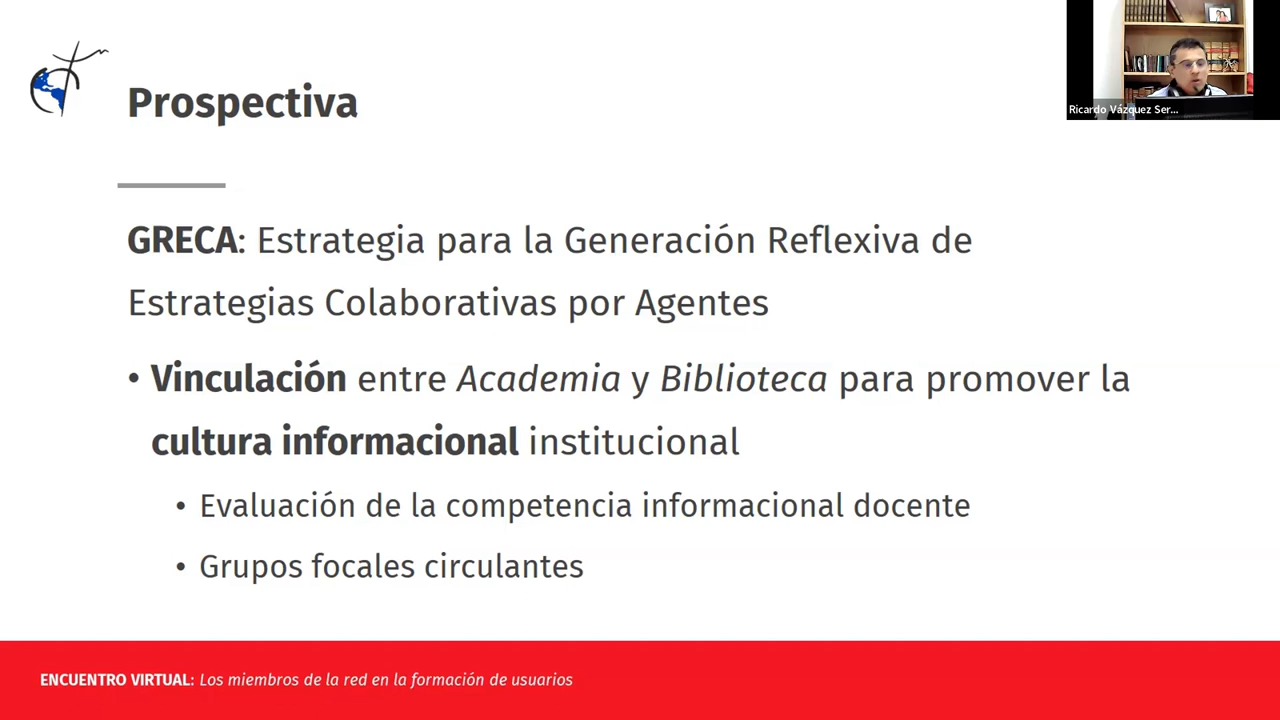 Prospectiva
Ricardo Vázquez Ser...
GRECA: Estrategia para la Generación Reflexiva de
Estrategias Colaborativas por Agentes
• Vinculación entre Academia y Biblioteca para promover la
cultura informacional institucional
• Evaluación de la competencia informacional docente
• Grupos focales circulantes
ENCUENTRO VIRTUAL: Los miembros de la red en la formación de usuarios